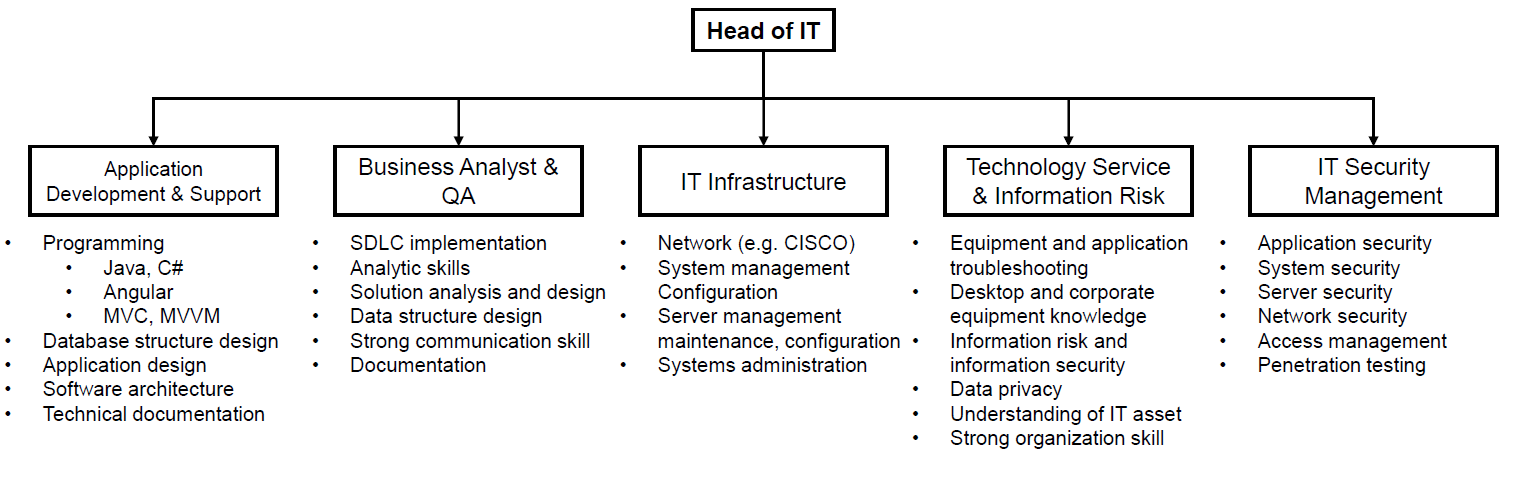 Head of IT
Application
Development & Support
• Programming
• Java, C#
• Angular
• MVC, MVVM
• Database structure design
• Application design
• Software architecture
• Technical documentation
Business Analyst &
QA
• SDLC implementation
• Analytic skills
• Solution analysis and design
• Data structure design
• Strong communication skill
• Documentation
IT Infrastructure
• Network (e.g. CISCO)
• System management
Configuration
• Server management
maintenance, configuration
• Systems administration
Technology Service
& Information Risk
• Equipment and application
troubleshooting
• Desktop and corporate
equipment knowledge
• Information risk and
information security
• Data privacy
• Understanding of IT asset
• Strong organization skill
IT Security
Management
• Application security
• System security
• Server security
• Network security
• Access management
• Penetration testing